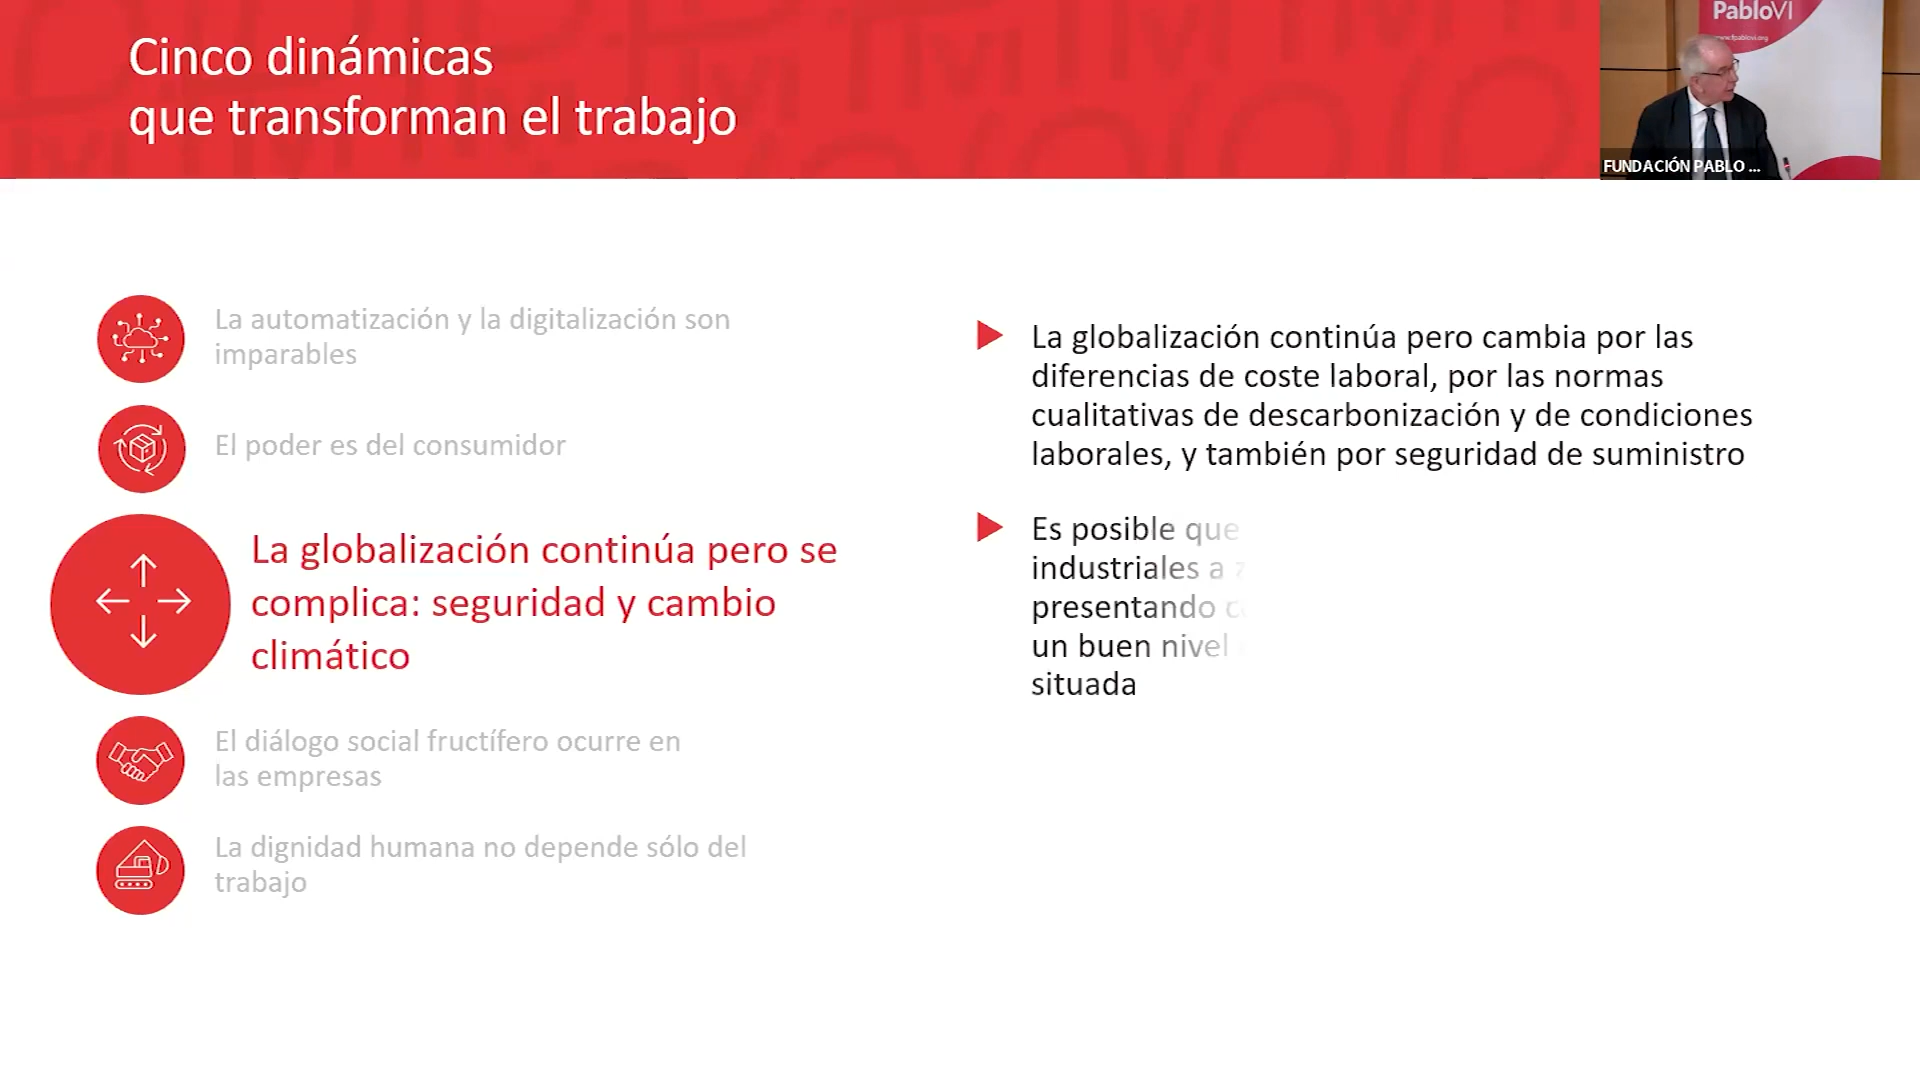 Cinco dinámicas
que transforman el trabajo
PabloVI
www.fpablovi.org
FUNDACIÓN PABLO ...
La automatización y la digitalización son
imparables
El poder es del consumidor
La globalización continúa pero se
complica: seguridad y cambio
climático
El diálogo social fructífero ocurre en
las empresas
La dignidad humana no depende sólo del
trabajo
La globalización continúa pero cambia por las
diferencias de coste laboral, por las normas
cualitativas de descarbonización y de condiciones
laborales, y también por seguridad de suministro
Es posible que
industriales a
presentando
un buen nivel
situada